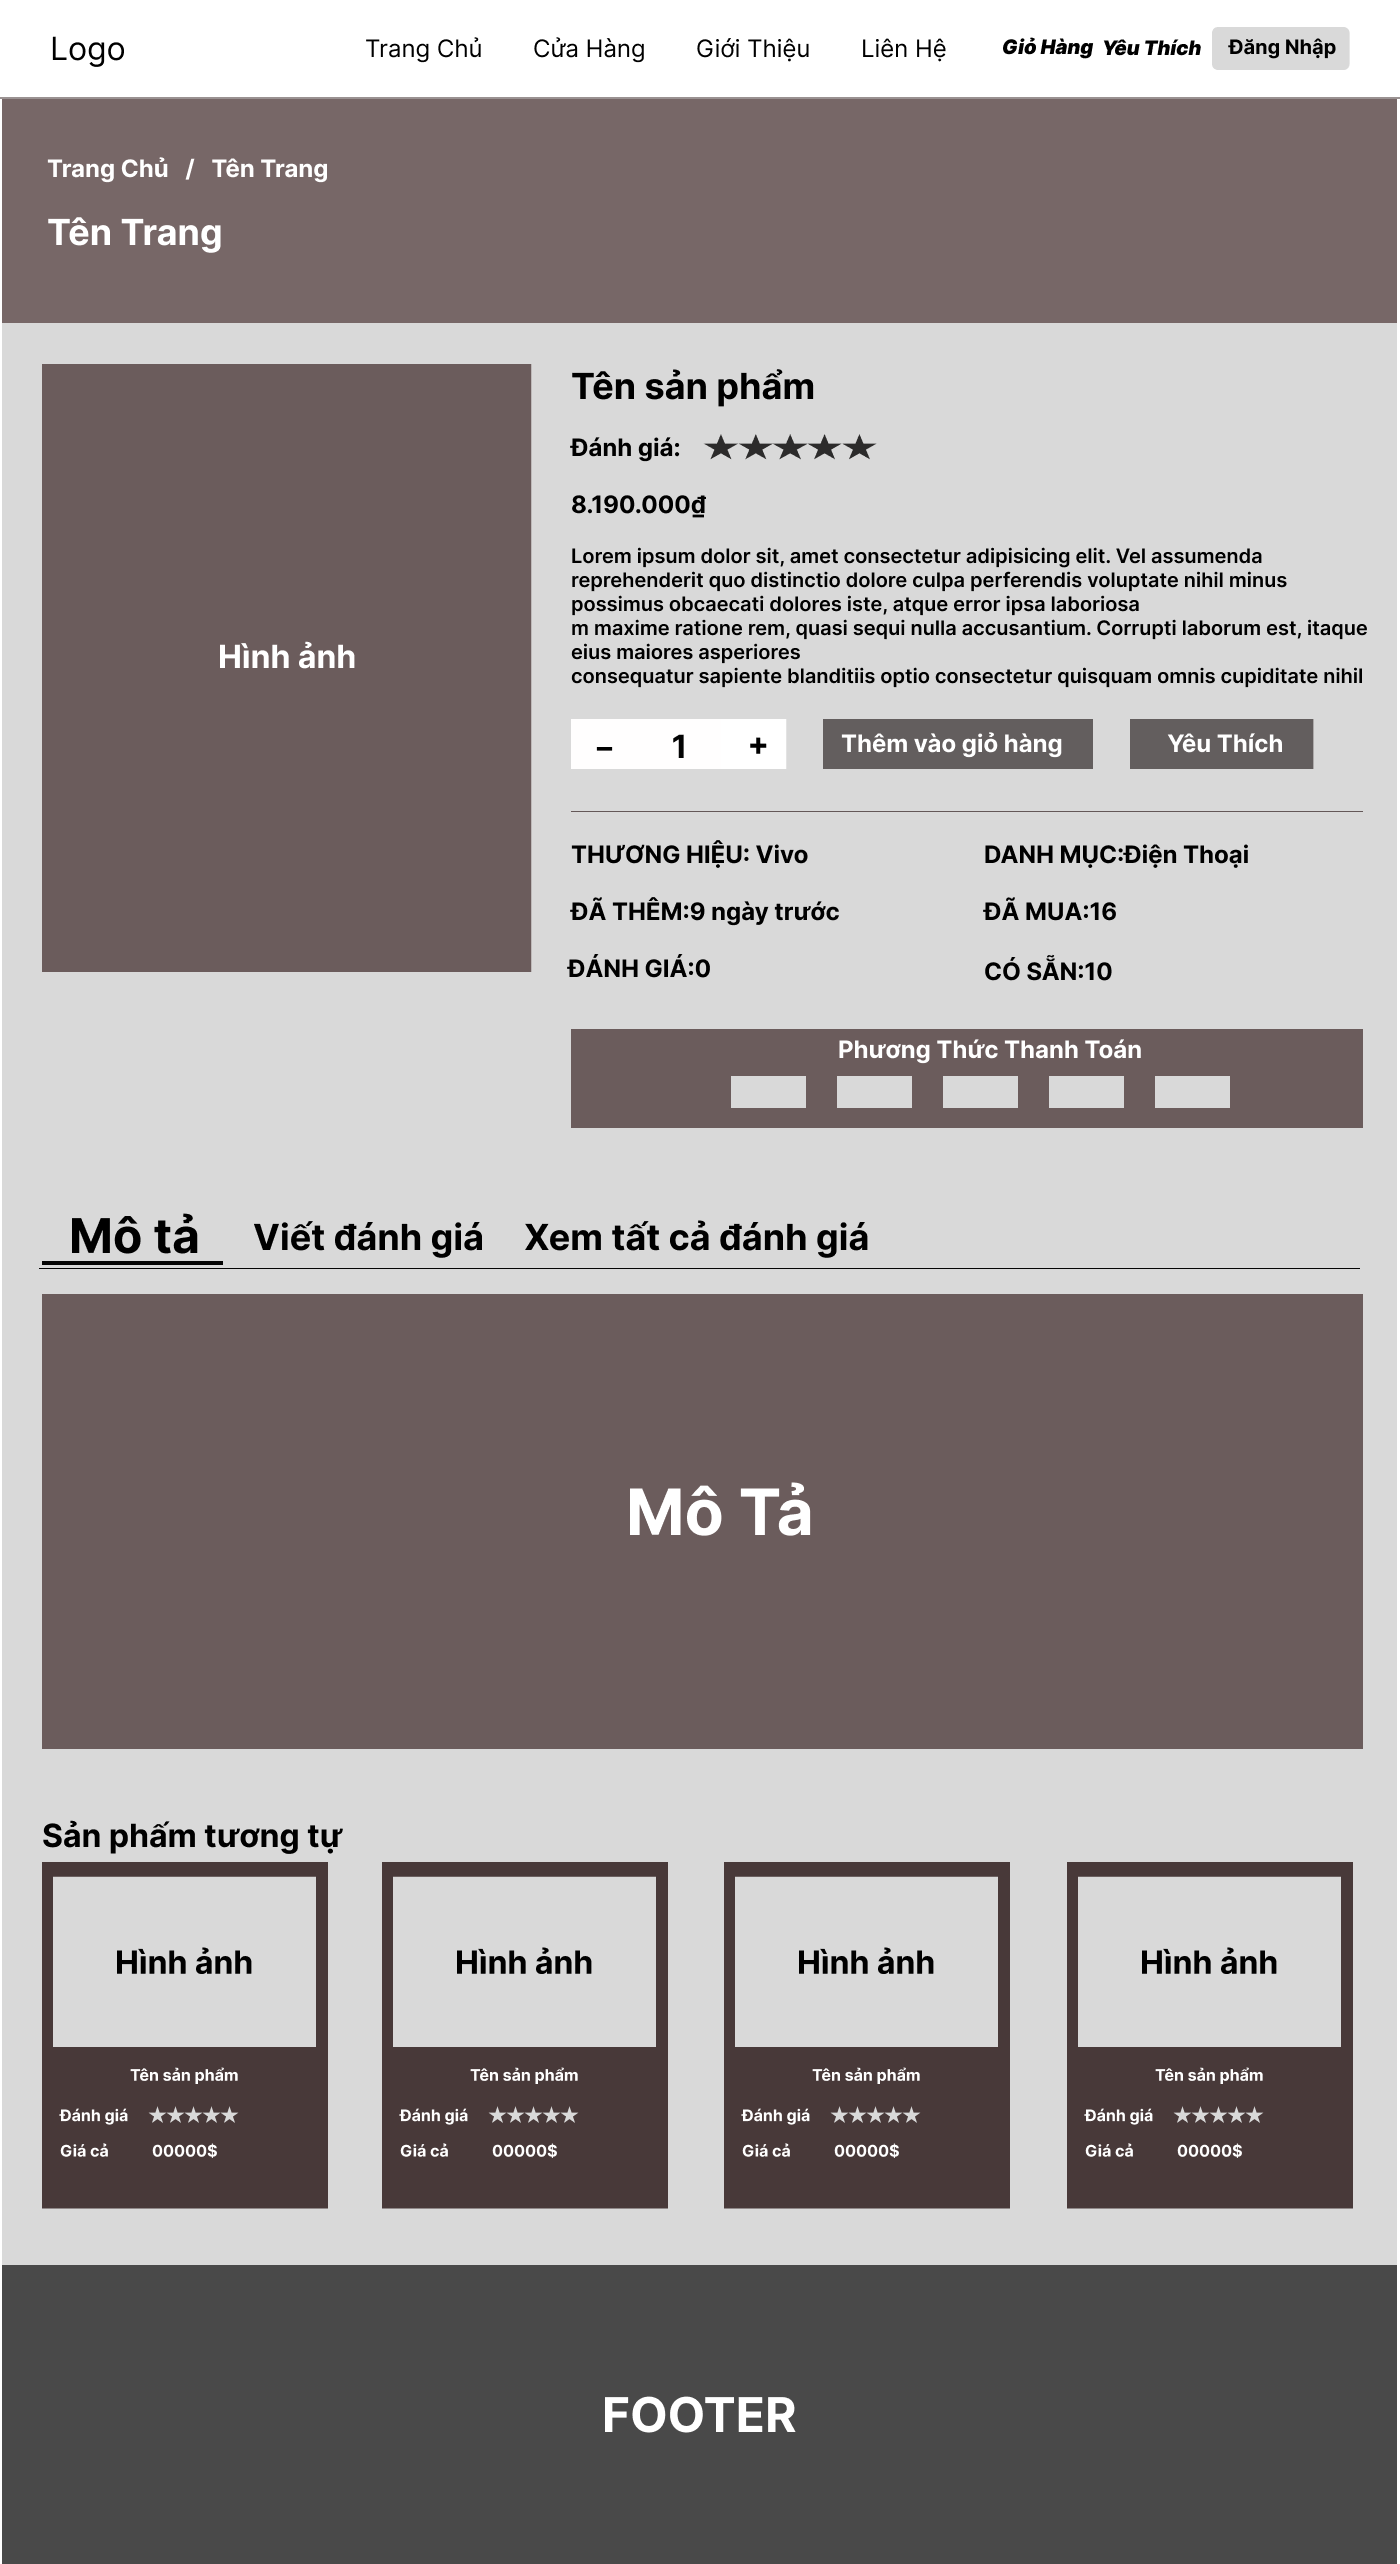 Logo
Trang Chủ
Cửa Hàng
Giới Thiệu
Liên Hệ
Giỏ Hàng
Yêu Thích
Đăng Nhập
Trang Chủ / Tên Trang
Tên Trang
Hình ảnh
Tên sản phẩm
Đánh giá: ★★★★★
8.190.000₫
Lorem ipsum dolor sit, amet consectetur adipisicing elit. Vel assumenda
reprehenderit quo distinctio dolore culpa perferendis voluptate nihil minus
possimus obcaecati dolores iste, atque error ipsa laboriosa
m maxime ratione rem, quasi sequi nulla accusantium. Corrupti laborum est, itaque
eius maiores asperiores
consequatur sapiente blanditiis optio consectetur quisquam omnis cupiditate nihil
– 1 +
Thêm vào giỏ hàng
Yêu Thích
THƯƠNG HIỆU: Vivo
DANH MỤC:Điện Thoại
ĐÃ THÊM:9 ngày trước
ĐÃ MUA:16
ĐÁNH GIÁ:0
CÓ SẴN:10
Phương Thức Thanh Toán
Mô tả
Viết đánh giá
Xem tất cả đánh giá
Mô Tả
Sản phẩm tương tự
Hình ảnh
Tên sản phẩm
Đánh giá ★★★★★
Giá cả 00000$
Hình ảnh
Tên sản phẩm
Đánh giá ★★★★★
Giá cả 00000$
Hình ảnh
Tên sản phẩm
Đánh giá ★★★★★
Giá cả 00000$
Hình ảnh
Tên sản phẩm
Đánh giá ★★★★★
Giá cả 00000$
FOOTER